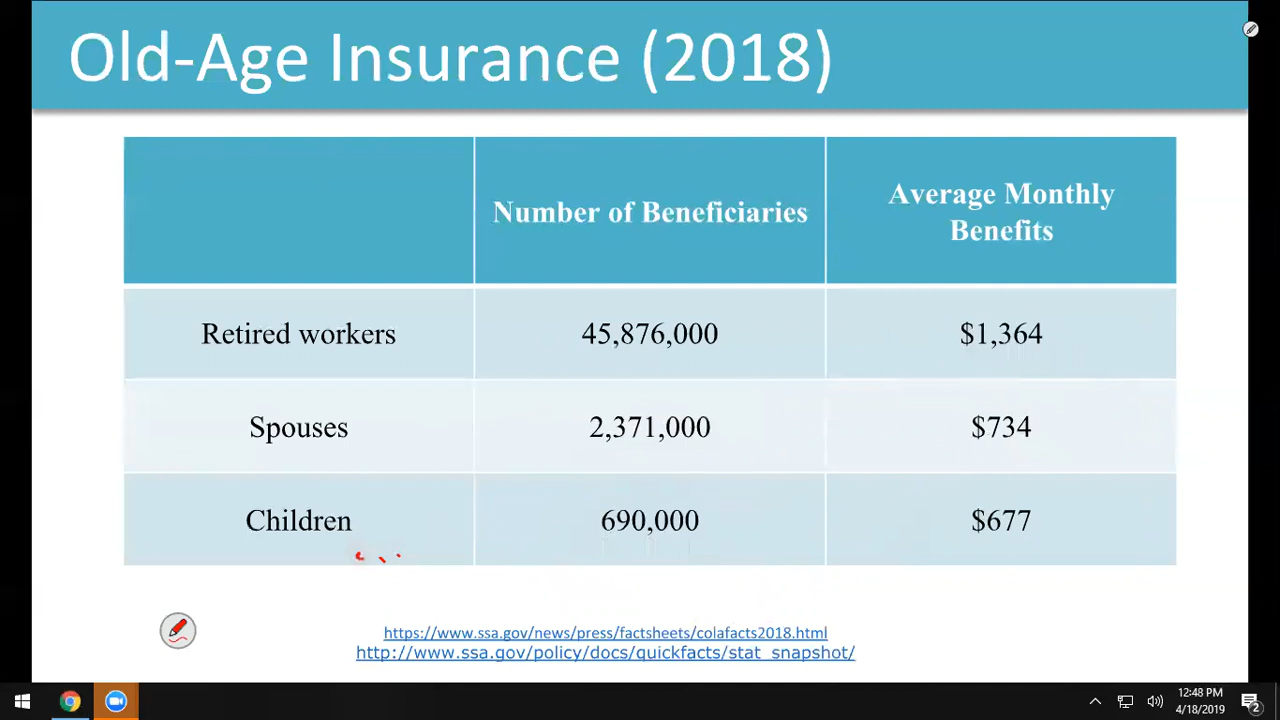 Old-Age Insurance (2018)
Number of Beneficiaries
Average Monthly
Benefits
Retired workers
45,876,000
$1,364
Spouses
2,371,000
$734
Children
690,000
$677
https://www.ssa.gov/news/press/factsheets/colafacts2018.html
http://www.ssa.gov/policy/docs/quickfacts/stat_snapshot/
12:48 PM
4/18/2019
2